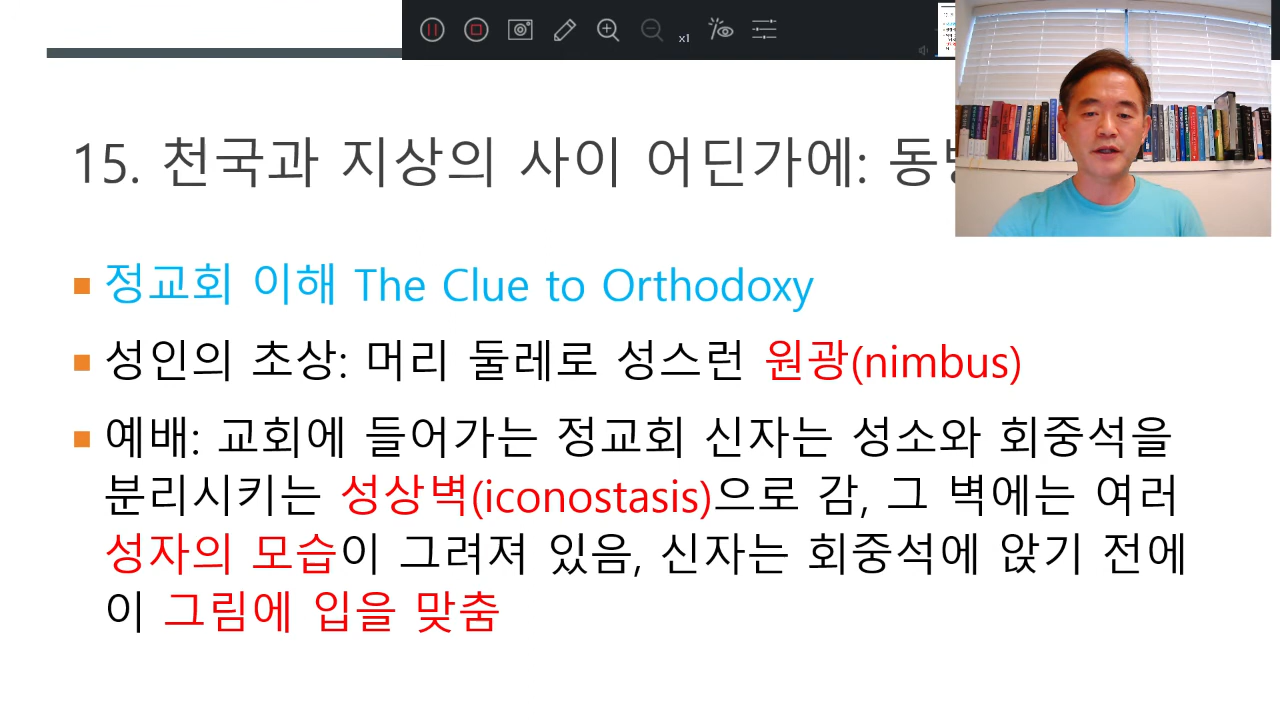 x1
15. 천국과 지상의 사이 어딘가에:
정교회 이해 The Clue to Orthodoxy
성인의 초상: 머리 둘레로 성스런 원광(nimbus)
예배: 교회에 들어가는 정교회 신자는 성소와 회중석을
분리시키는 성상벽(iconostasis)으로 감, 그 벽에는 여러
성자의 모습이 그려져 있음, 신자는 회중석에 앉기 전에
이 그림에 입을 맞춤